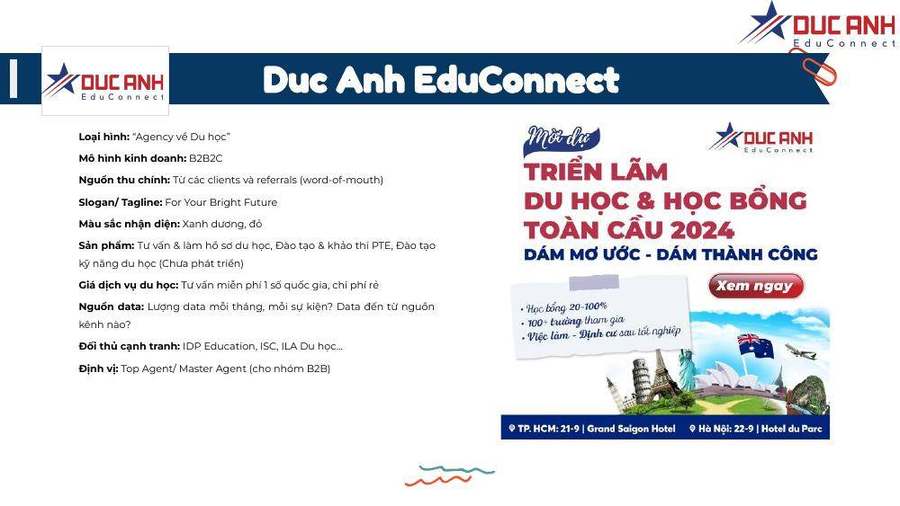 DUC ANH
EduConnect
DUC ANH
EduConnect
Duc Anh EduConnect
Loại hình: “Agency về Du học”
Mô hình kinh doanh: B2B2C
Nguồn thu chính: Từ các clients và referrals (word-of-mouth)
Slogan/ Tagline: For Your Bright Future
Màu sắc nhận diện: Xanh dương, đỏ
Sản phẩm: Tư vấn & làm hồ sơ du học, Đào tạo & khảo thí PTE, Đào tạo
kỹ năng du học (Chưa phát triển)
Giá dịch vụ du học: Tư vấn miễn phí 1 số quốc gia, chi phí rẻ
Nguồn data: Lượng data mỗi tháng, mỗi sự kiện? Data đến từ nguồn
kênh nào?
Đối thủ cạnh tranh: IDP Education, ISC, ILA Du học...
Định vị: Top Agent/ Master Agent (cho nhóm B2B)
Mời dự
DUC ANH
EduConnect
TRIỂN LÃM
DU HỌC & HỌC BỔNG
TOÀN CẦU 2024
DÁM MƠ ƯỚC - DÁM THÀNH CÔNG
Xem ngay
• Học bổng 20-100%
• 100+ trường tham gia
• Việc làm - Định cư sau tốt nghiệp
TP. HCM: 21-9 | Grand Saigon Hotel
Hà Nội: 22-9 | Hotel du Parc